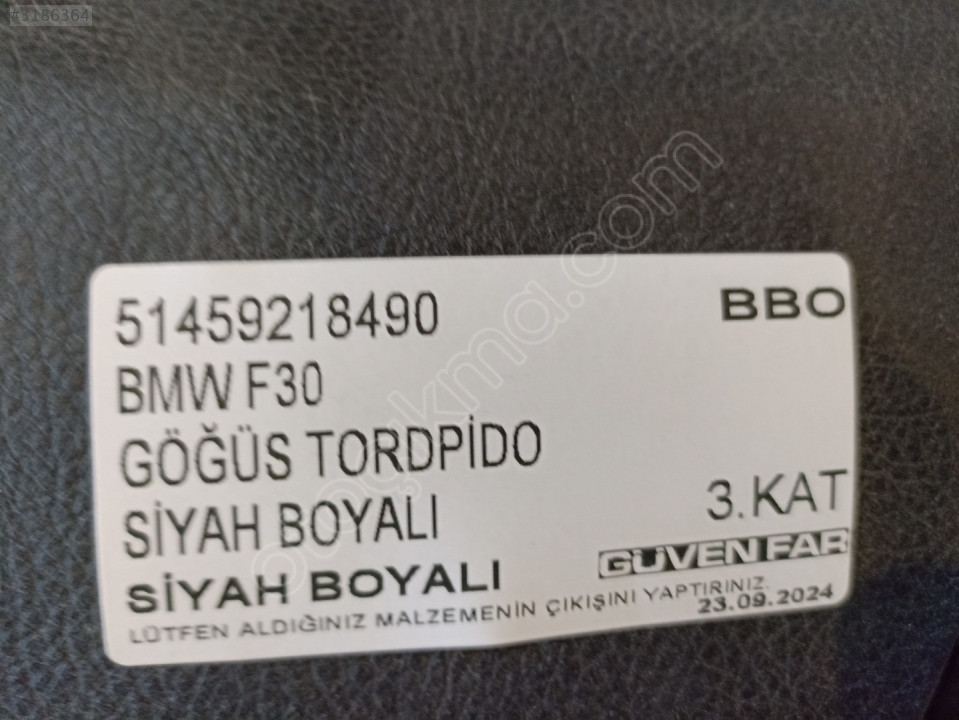 #3186364
51459218490
BBO
BMW F30
GÖĞÜS TORDPİDO
SİYAH BOYALI
3.KAT
GÜVEN FAR
SİYAH BOYALI
LÜTFEN ALDIĞINIZ MALZEMENİN ÇIKIŞINI YAPTIRINIZ.
23.09.2024